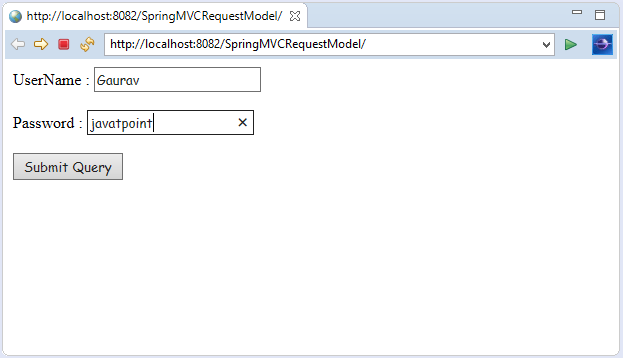 http://localhost:8082/SpringMVCRequestModel/
http://localhost:8082/SpringMVCRequestModel/
UserName : Gaurav
Password : javatpoint
Submit Query